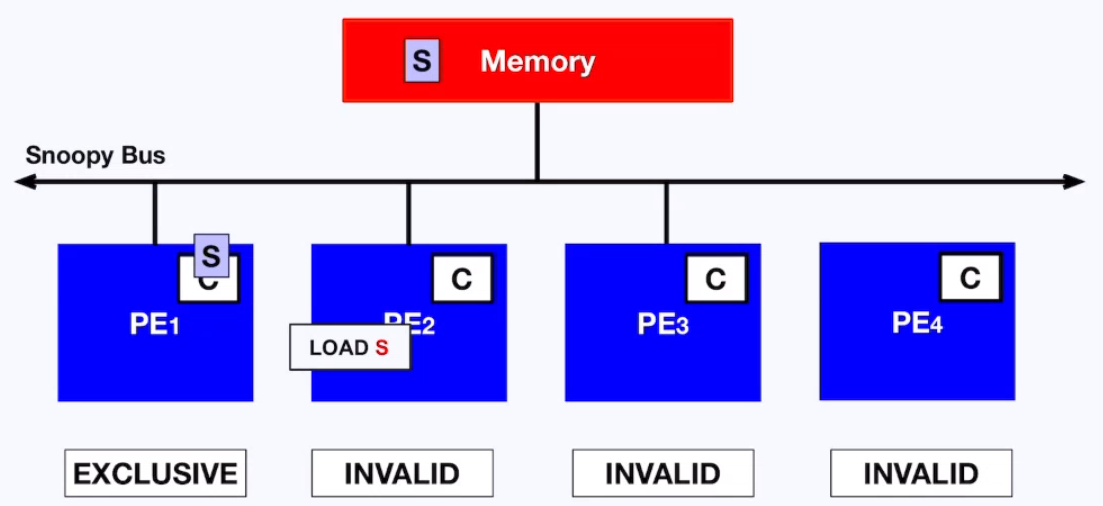 S Memory
Snoopy Bus
S
C
C
C
C
PE1
PE2
PE3
PE4
LOAD S
EXCLUSIVE
INVALID
INVALID
INVALID